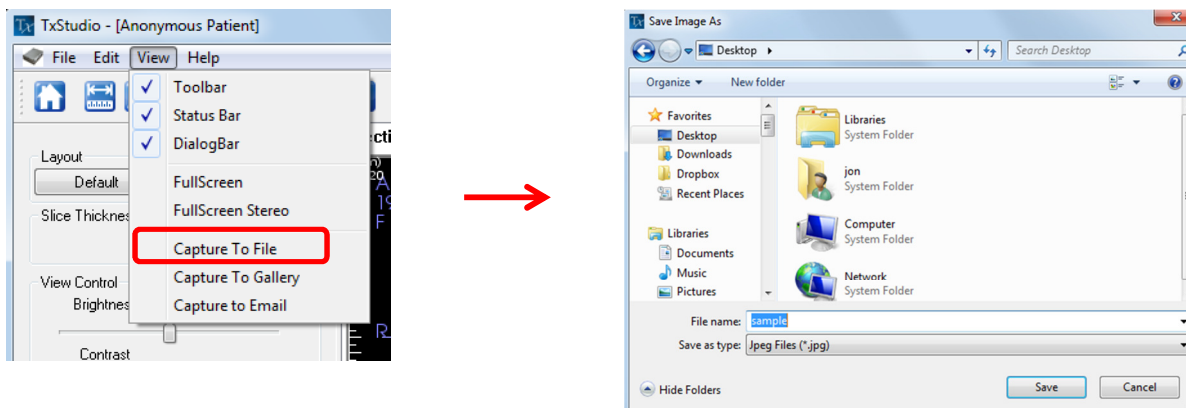 TxStudio - [Anonymous Patient]
File Edit View Help
Toolbar
Status Bar
DialogBar
FullScreen
FullScreen Stereo
Capture To File
Capture To Gallery
Capture to Email
Layout
Default
Slice Thicknes
View Control
Brightnes
Contrast
Save Image As
Desktop
Search Desktop
Organize New folder
Favorites
Desktop
Downloads
Dropbox
Recent Places
Libraries
Documents
Music
Pictures
Libraries
System Folder
jon
System Folder
Computer
System Folder
Network
System Folder
File name: sample
Save as type: Jpeg Files (*.jpg)
Hide Folders
Save Cancel